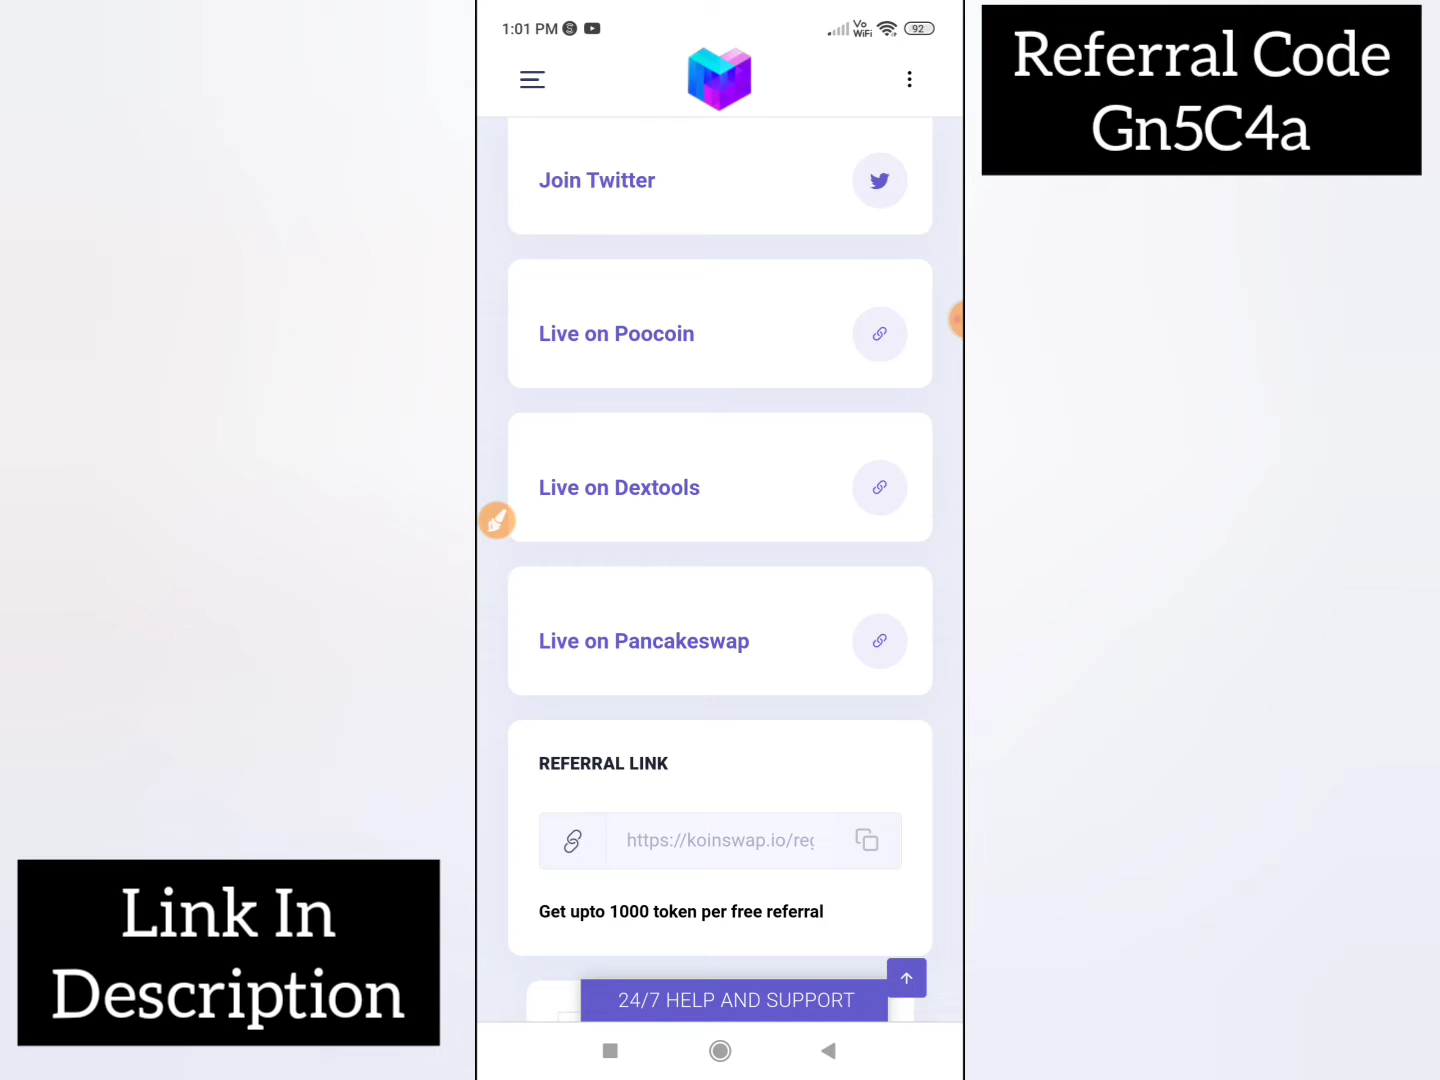 1:01 PM
Vo
WiFi
92
Referral Code
Gn5C4a
Join Twitter
Live on Poocoin
Live on Dextools
Live on Pancakeswap
REFERRAL LINK
https://koinswap.io/reg
Get upto 1000 token per free referral
24/7 HELP AND SUPPORT
Link In
Description